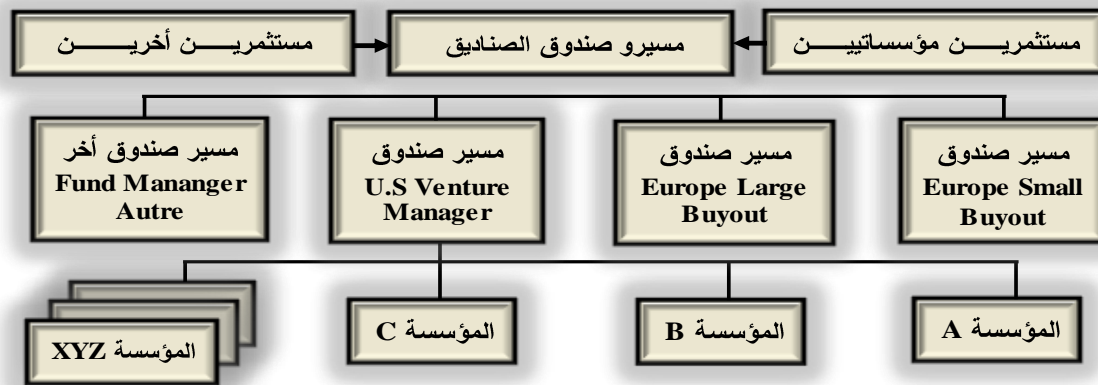 مستثمريـــــن مؤسساتييـــــن
مسيرو صندوق الصناديق
مستثمريـــــن أخريـــــن
مسير صندوق
Europe Small
Buyout
مسير صندوق
Europe Large
Buyout
مسير صندوق
U.S Venture
Manager
مسير صندوق أخر
Fund Mananger
Autre
المؤسسة A
المؤسسة B
المؤسسة C
المؤسسة XYZ